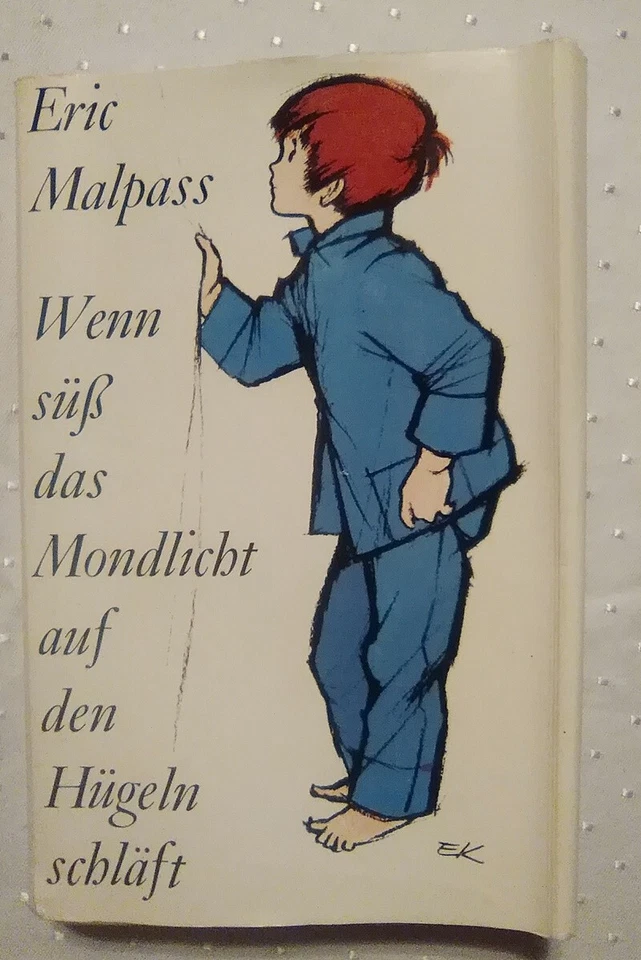 Eric
Malpass
Wenn
süß
das
Mondlicht
auf
den
Hügeln
schläft
EK